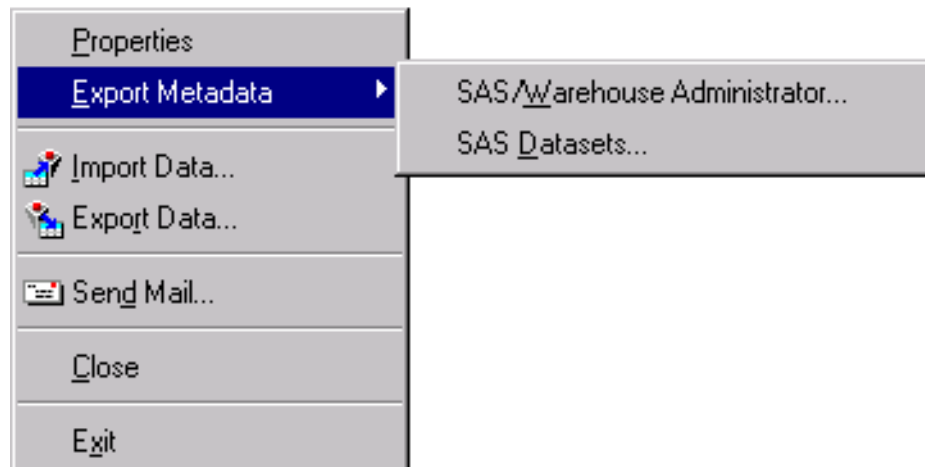 Properties
Export Metadata
SAS/Warehouse Administrator...
SAS Datasets...
Import Data...
Export Data...
Send Mail...
Close
Exit